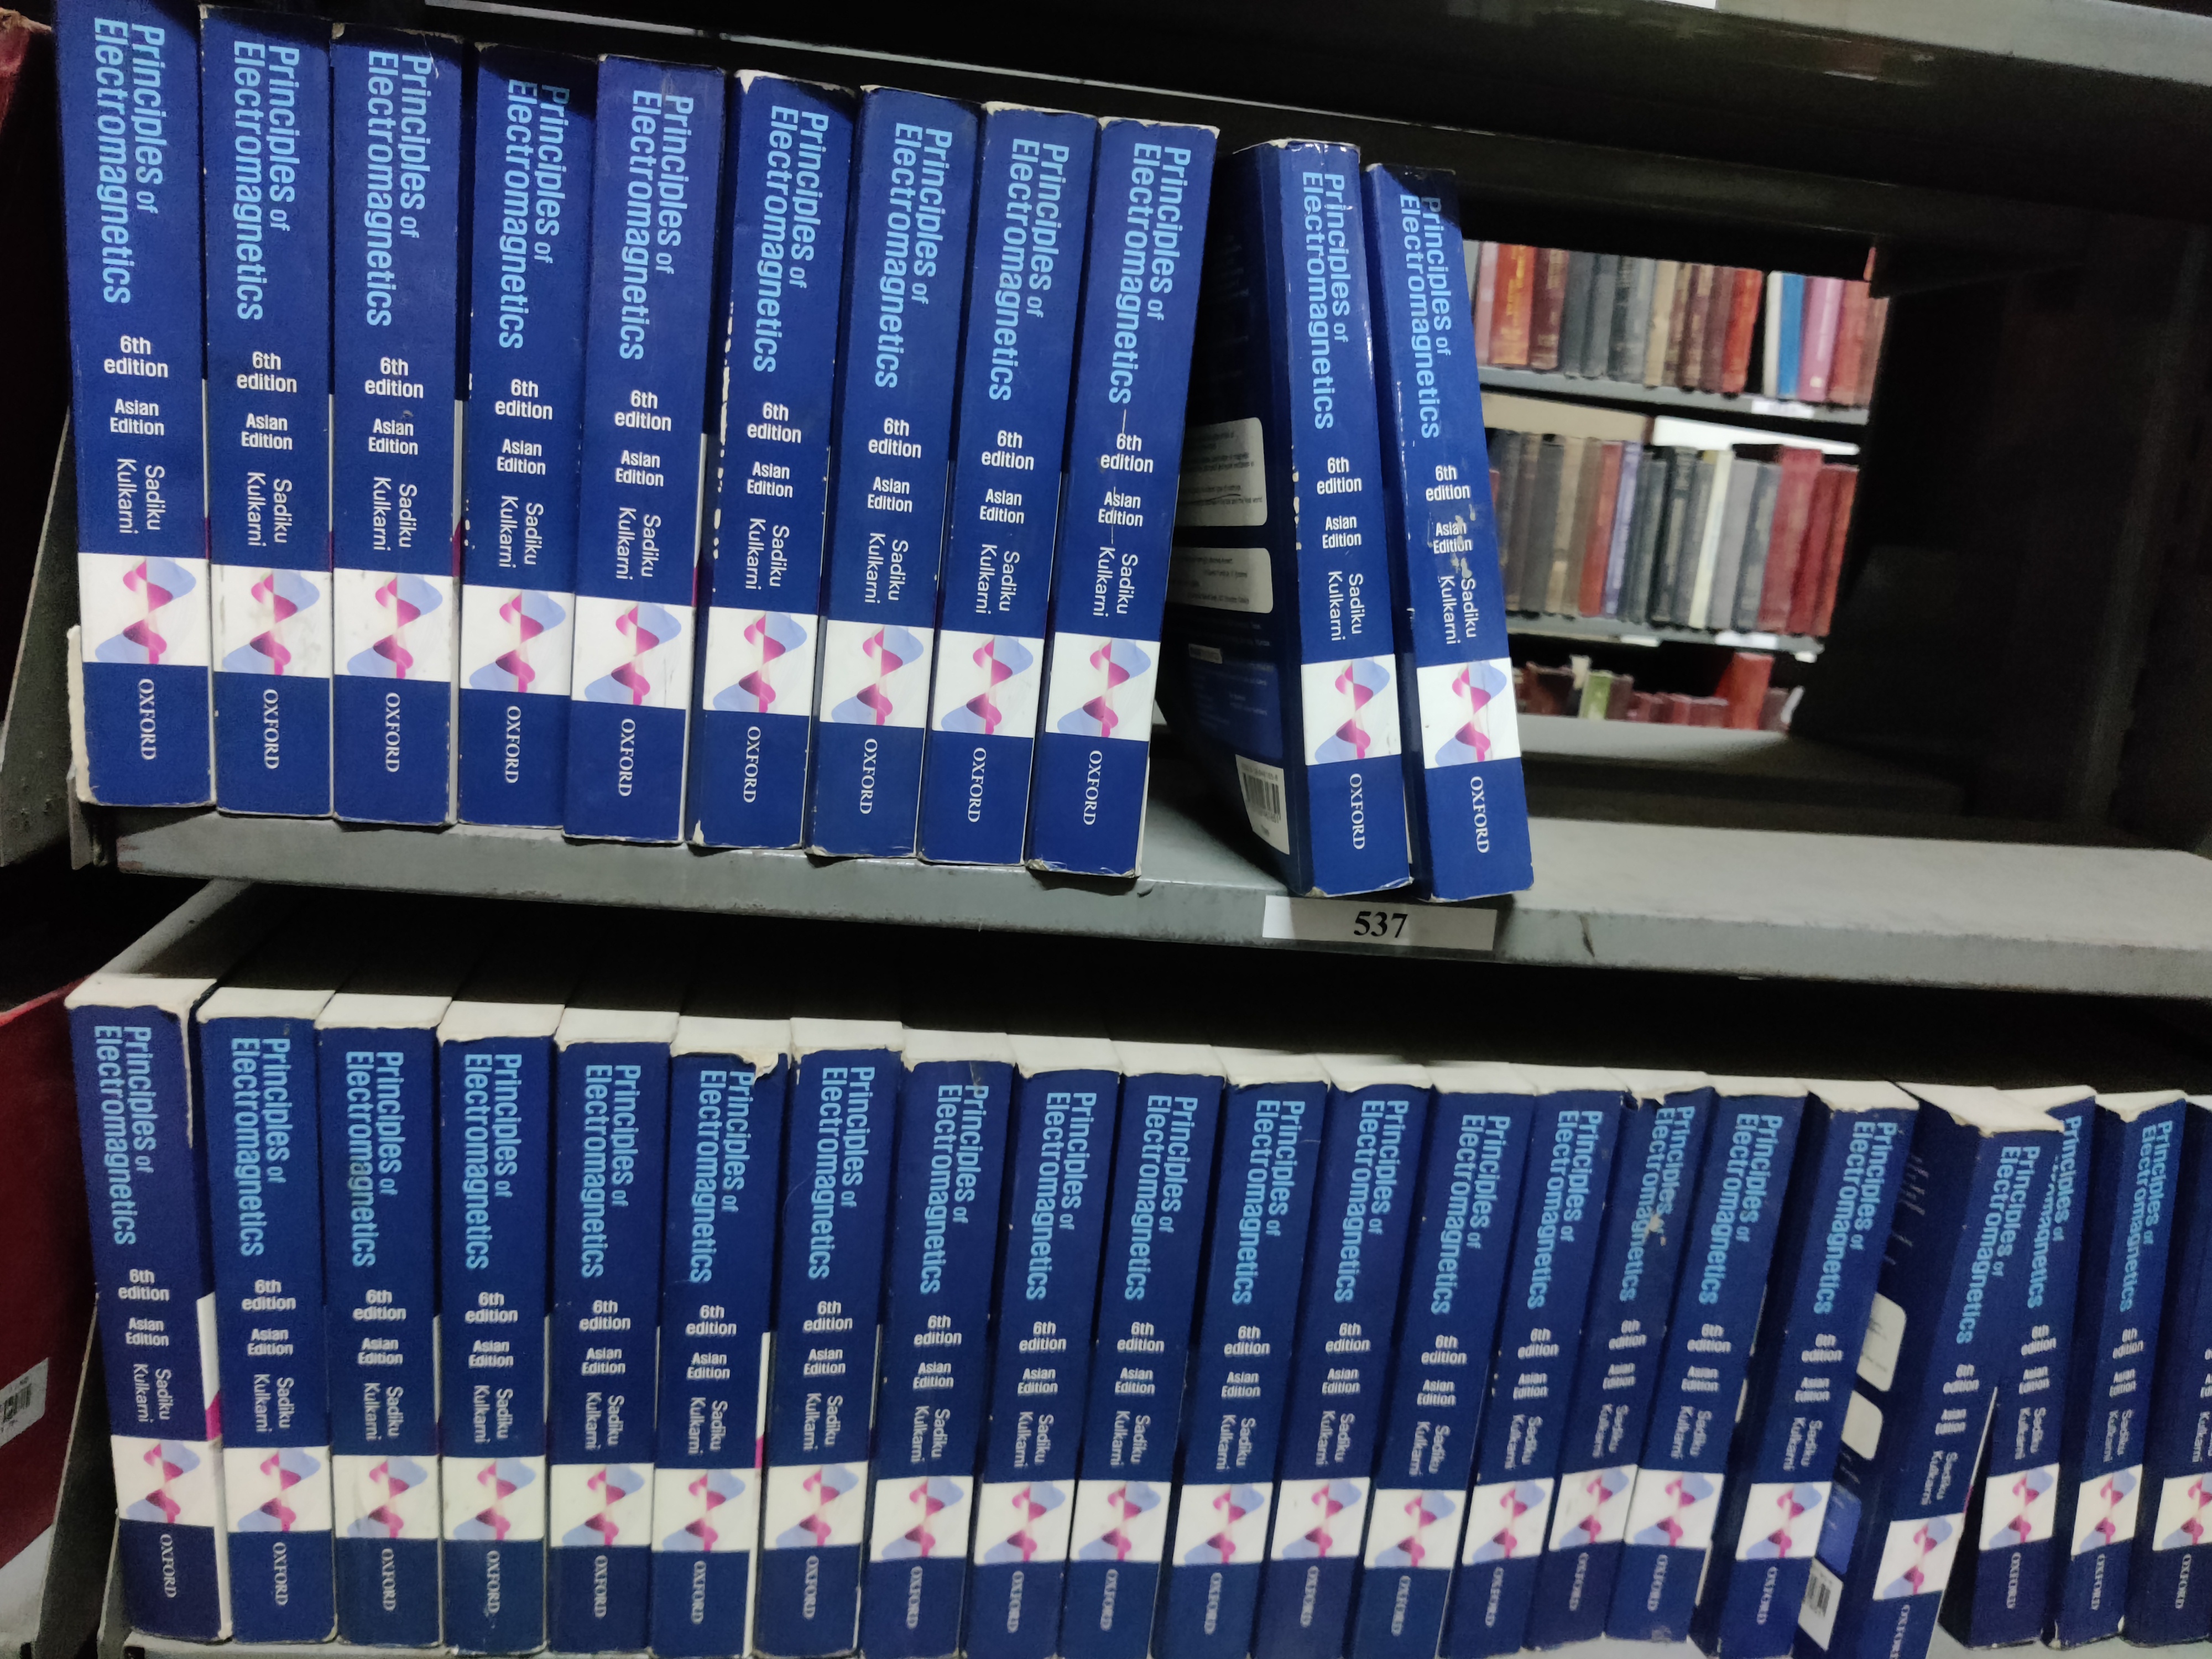 Principles of
Electromagnetics
6th
edition
Asian
Edition
Sadiku
Kulkarni
OXFORD
Principles of
Electromagnetics
6th
edition
Asian
Edition
Sadiku
Kulkarni
OXFORD
Principles of
Electromagnetics
6th
edition
Asian
Edition
Sadiku
Kulkarni
OXFORD
Principles of
Electromagnetics
6th
edition
Asian
Edition
Sadiku
Kulkarni
OXFORD
Principles of
Electromagnetics
6th
edition
Asian
Edition
Sadiku
Kulkarni
OXFORD
Principles of
Electromagnetics
6th
edition
Asian
Edition
Sadiku
Kulkarni
OXFORD
Principles of
Electromagnetics
6th
edition
Asian
Edition
Sadiku
Kulkarni
OXFORD
Principles of
Electromagnetics
6th
edition
Asian
Edition
Sadiku
Kulkarni
OXFORD
Principles of
Electromagnetics
6th
edition
Asian
Edition
Sadiku
Kulkarni
OXFORD
Principles of
Electromagnetics
6th
edition
Asian
Edition
Sadiku
Kulkarni
OXFORD
Principles of
Electromagnetics
6th
edition
Asian
Edition
Sadiku
Kulkarni
OXFORD
537
Principles of
Electromagnetics
6th
edition
Asian
Edition
Sadiku
Kulkarni
OXFORD
Principles of
Electromagnetics
6th
edition
Asian
Edition
Sadiku
Kulkarni
OXFORD
Principles of
Electromagnetics
6th
edition
Asian
Edition
Sadiku
Kulkarni
OXFORD
Principles of
Electromagnetics
6th
edition
Asian
Edition
Sadiku
Kulkarni
OXFORD
Principles of
Electromagnetics
6th
edition
Asian
Edition
Sadiku
Kulkarni
OXFORD
Principles of
Electromagnetics
6th
edition
Asian
Edition
Sadiku
Kulkarni
OXFORD
Principles of
Electromagnetics
6th
edition
Asian
Edition
Sadiku
Kulkarni
OXFORD
Principles of
Electromagnetics
6th
edition
Asian
Edition
Sadiku
Kulkarni
OXFORD
Principles of
Electromagnetics
6th
edition
Asian
Edition
Sadiku
Kulkarni
OXFORD
Principles of
Electromagnetics
6th
edition
Asian
Edition
Sadiku
Kulkarni
OXFORD
Principles of
Electromagnetics
6th
edition
Asian
Edition
Sadiku
Kulkarni
OXFORD
Principles of
Electromagnetics
6th
edition
Asian
Edition
Sadiku
Kulkarni
OXFORD
Principles of
Electromagnetics
6th
edition
Asian
Edition
Sadiku
Kulkarni
OXFORD
Principles of
Electromagnetics
6th
edition
Asian
Edition
Sadiku
Kulkarni
OXFORD
Principles of
Electromagnetics
6th
edition
Asian
Edition
Sadiku
Kulkarni
OXFORD
Principles of
Electromagnetics
6th
edition
Asian
Edition
Sadiku
Kulkarni
OXFORD
Principles of
Electromagnetics
6th
edition
Asian
Edition
Sadiku
Kulkarni
OXFORD
Principles of
Electromagnetics
6th
edition
Asian
Edition
Sadiku
Kulkarni
Principles of
6th
edition
Asian
Edition
Sadiku
Kulkarni
OXFORD
Principles of
Electromagnetics
6th
edition
Asian
Edition
Sadiku
Kulkarni
OXFORD
Kulkarni